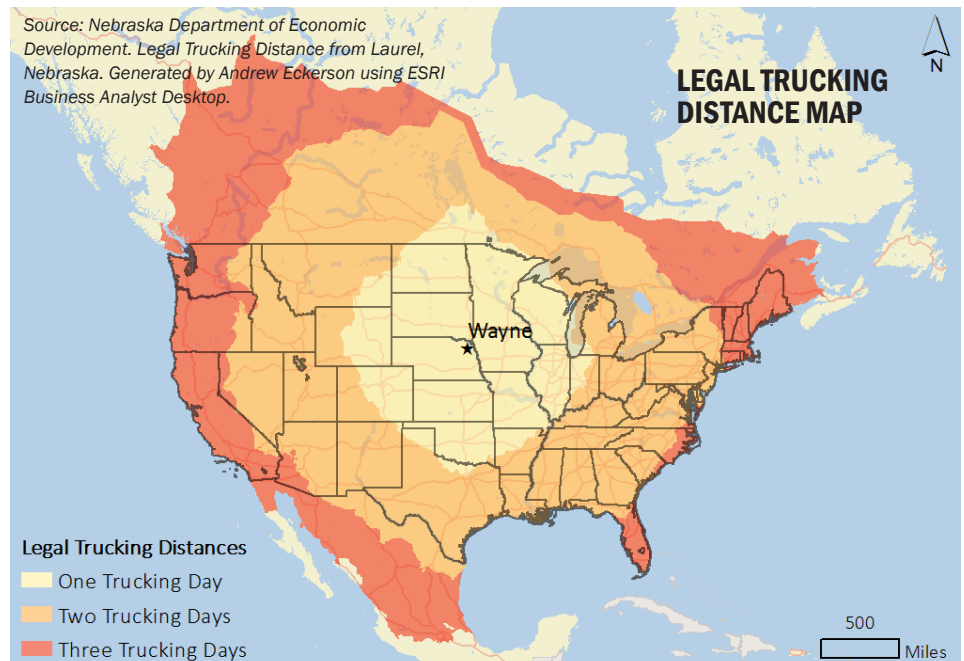 Source: Nebraska Department of Economic
Development. Legal Trucking Distance from Laurel,
Nebraska. Generated by Andrew Eckerson using ESRI
Business Analyst Desktop.
N
LEGAL TRUCKING
DISTANCE MAP
Wayne
Legal Trucking Distances
One Trucking Day
Two Trucking Days
Three Trucking Days
500
Miles